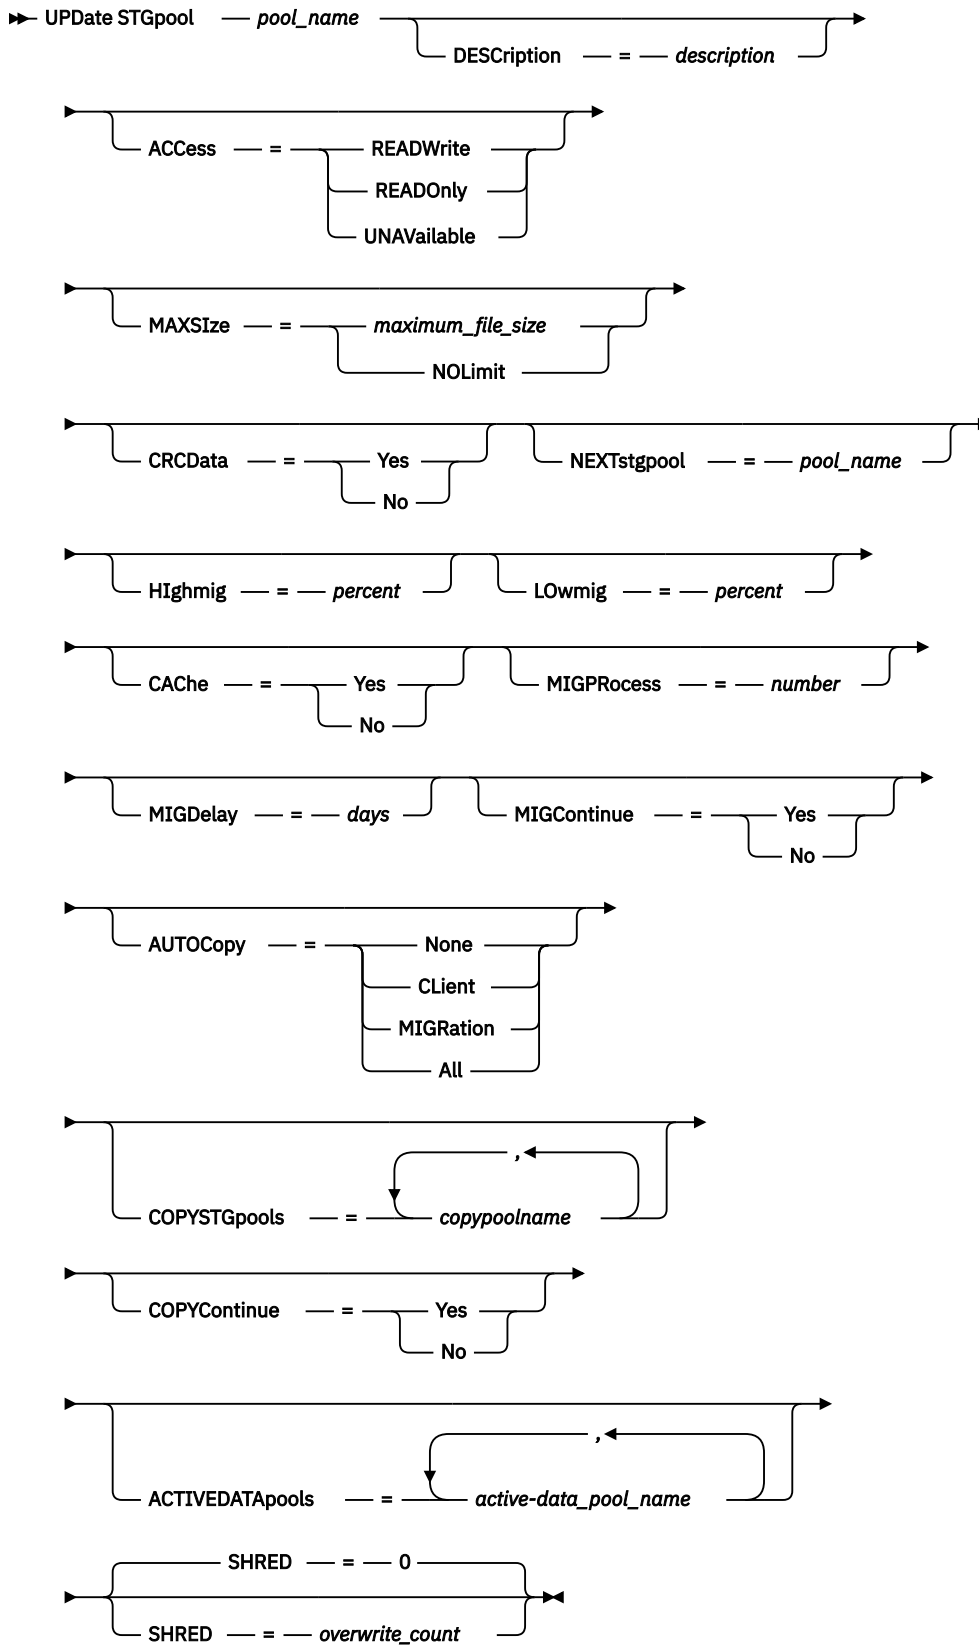 UPDate STGpool pool_name
DESCription = description
ACCess = READWrite
READOnly
UNAVailable
MAXSIze = maximum_file_size
NOLimit
CRCData = Yes
No
NEXTstgpool = pool_name
HIghmig = percent
LOwmig = percent
CAChe = Yes
No
MIGPRocess = number
MIGDelay = days
MIGContinue = Yes
No
AUTOCopy = None
CLient
MIGRation
All
,
COPYSTGpools = copypoolname
COPYContinue = Yes
No
,
ACTIVEDATApools = active-data_pool_name
SHRED = 0
SHRED = overwrite_count